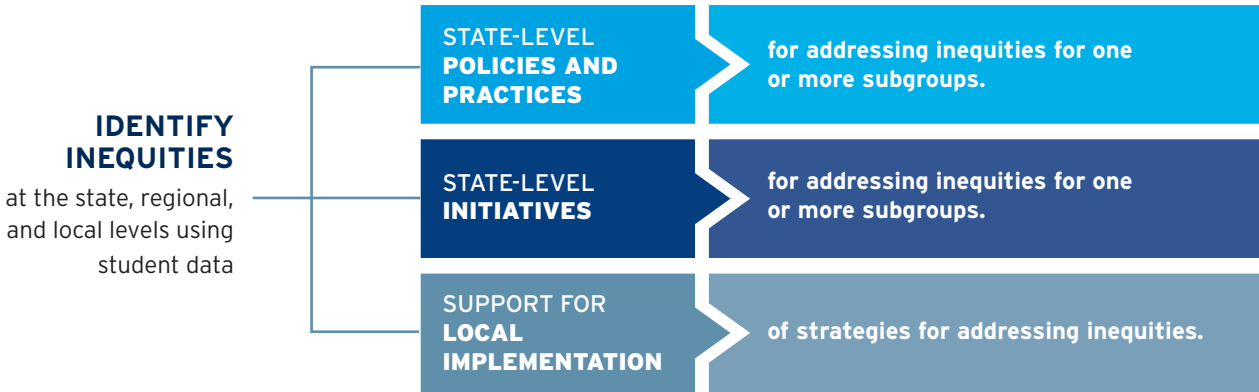 IDENTIFY
INEQUITIES
at the state, regional,
and local levels using
student data
STATE-LEVEL
POLICIES AND
PRACTICES
for addressing inequities for one
or more subgroups.
STATE-LEVEL
INITIATIVES
for addressing inequities for one
or more subgroups.
SUPPORT FOR
LOCAL
IMPLEMENTATION
of strategies for addressing inequities.